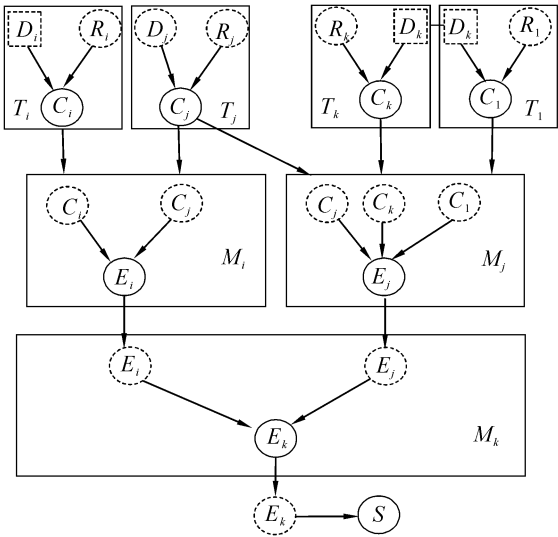 D_i R_i D_j R_j R_k D_k D_k R_1
T_i C_i C_j T_j T_k C_k C_1 T_1
C_i C_j C_j C_k C_1
E_i M_i E_j M_j
E_i E_j
E_k M_k
E_k S